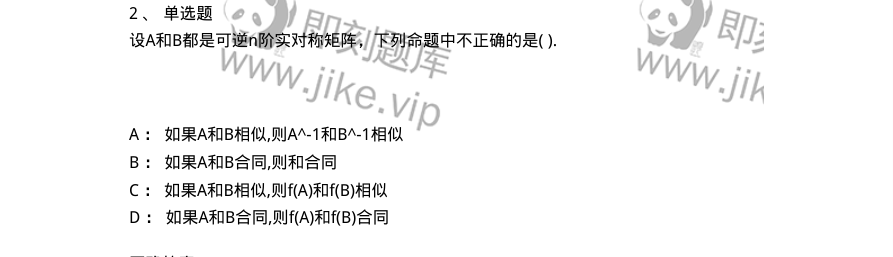 2 、 单选题
设A和B都是可逆n阶实对称矩阵，下列命题中不正确的是( ).
即刻题库
www.jike.vip
即刻
www.jik
A ： 如果A和B相似,则A^-1和B^-1相似
B ： 如果A和B合同,则和合同
C ： 如果A和B相似,则f(A)和f(B)相似
D ： 如果A和B合同,则f(A)和f(B)合同